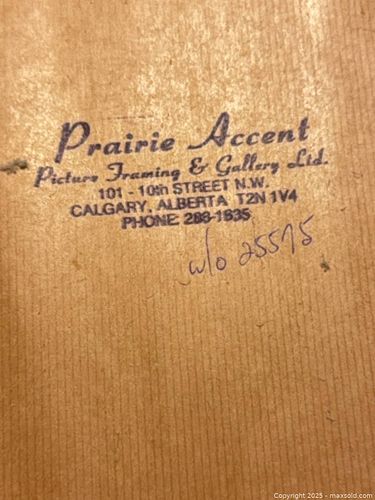 Prairie Accent
Picture Framing & Gallery Ltd.
101 - 10th STREET N.W.
CALGARY, ALBERTA T2N 1V4
PHONE: 283-1835
w/o 25575
Copyright 2025 - maxsold.com